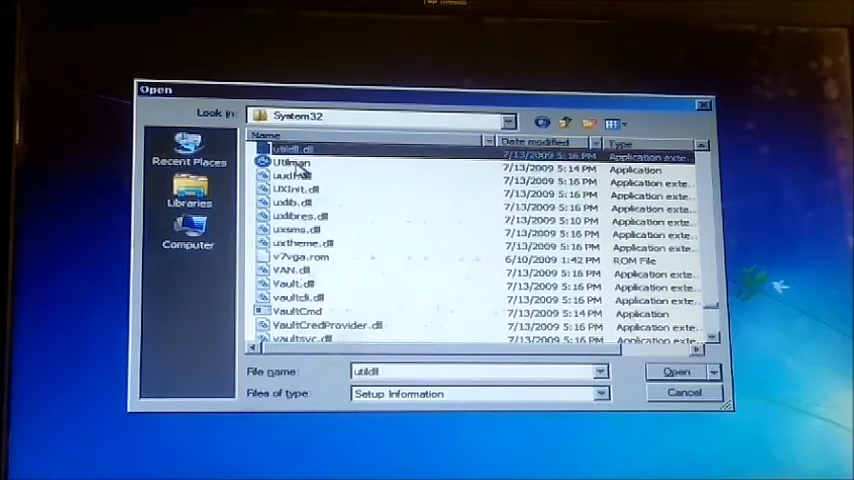 Open
Look in: System32
Name Date modified Type
utildll.dll 7/13/2009 5:16 PM Application exte...
Utilman 7/13/2009 5:14 PM Application
7/13/2009 5:16 PM Application exte...
UXInit.dll 7/13/2009 5:16 PM Application exte...
uxlib.dll 7/13/2009 5:16 PM Application exte...
uxlibres.dll 7/13/2009 5:10 PM Application exte...
uxsms.dll 7/13/2009 5:16 PM Application exte...
uxtheme.dll 7/13/2009 5:16 PM Application exte...
v7vga.rom 6/10/2009 1:42 PM ROM File
VAN.dll 7/13/2009 5:16 PM Application exte...
Vault.dll 7/13/2009 5:16 PM Application exte...
vaultcli.dll 7/13/2009 5:16 PM Application exte...
VaultCmd 7/13/2009 5:14 PM Application
VaultCredProvider.dll 7/13/2009 5:16 PM Application exte...
vaultsvc.dll 7/13/2009 5:16 PM Application exte...
Recent Places
Libraries
Computer
File name: utildll Open
Files of type: Setup Information Cancel